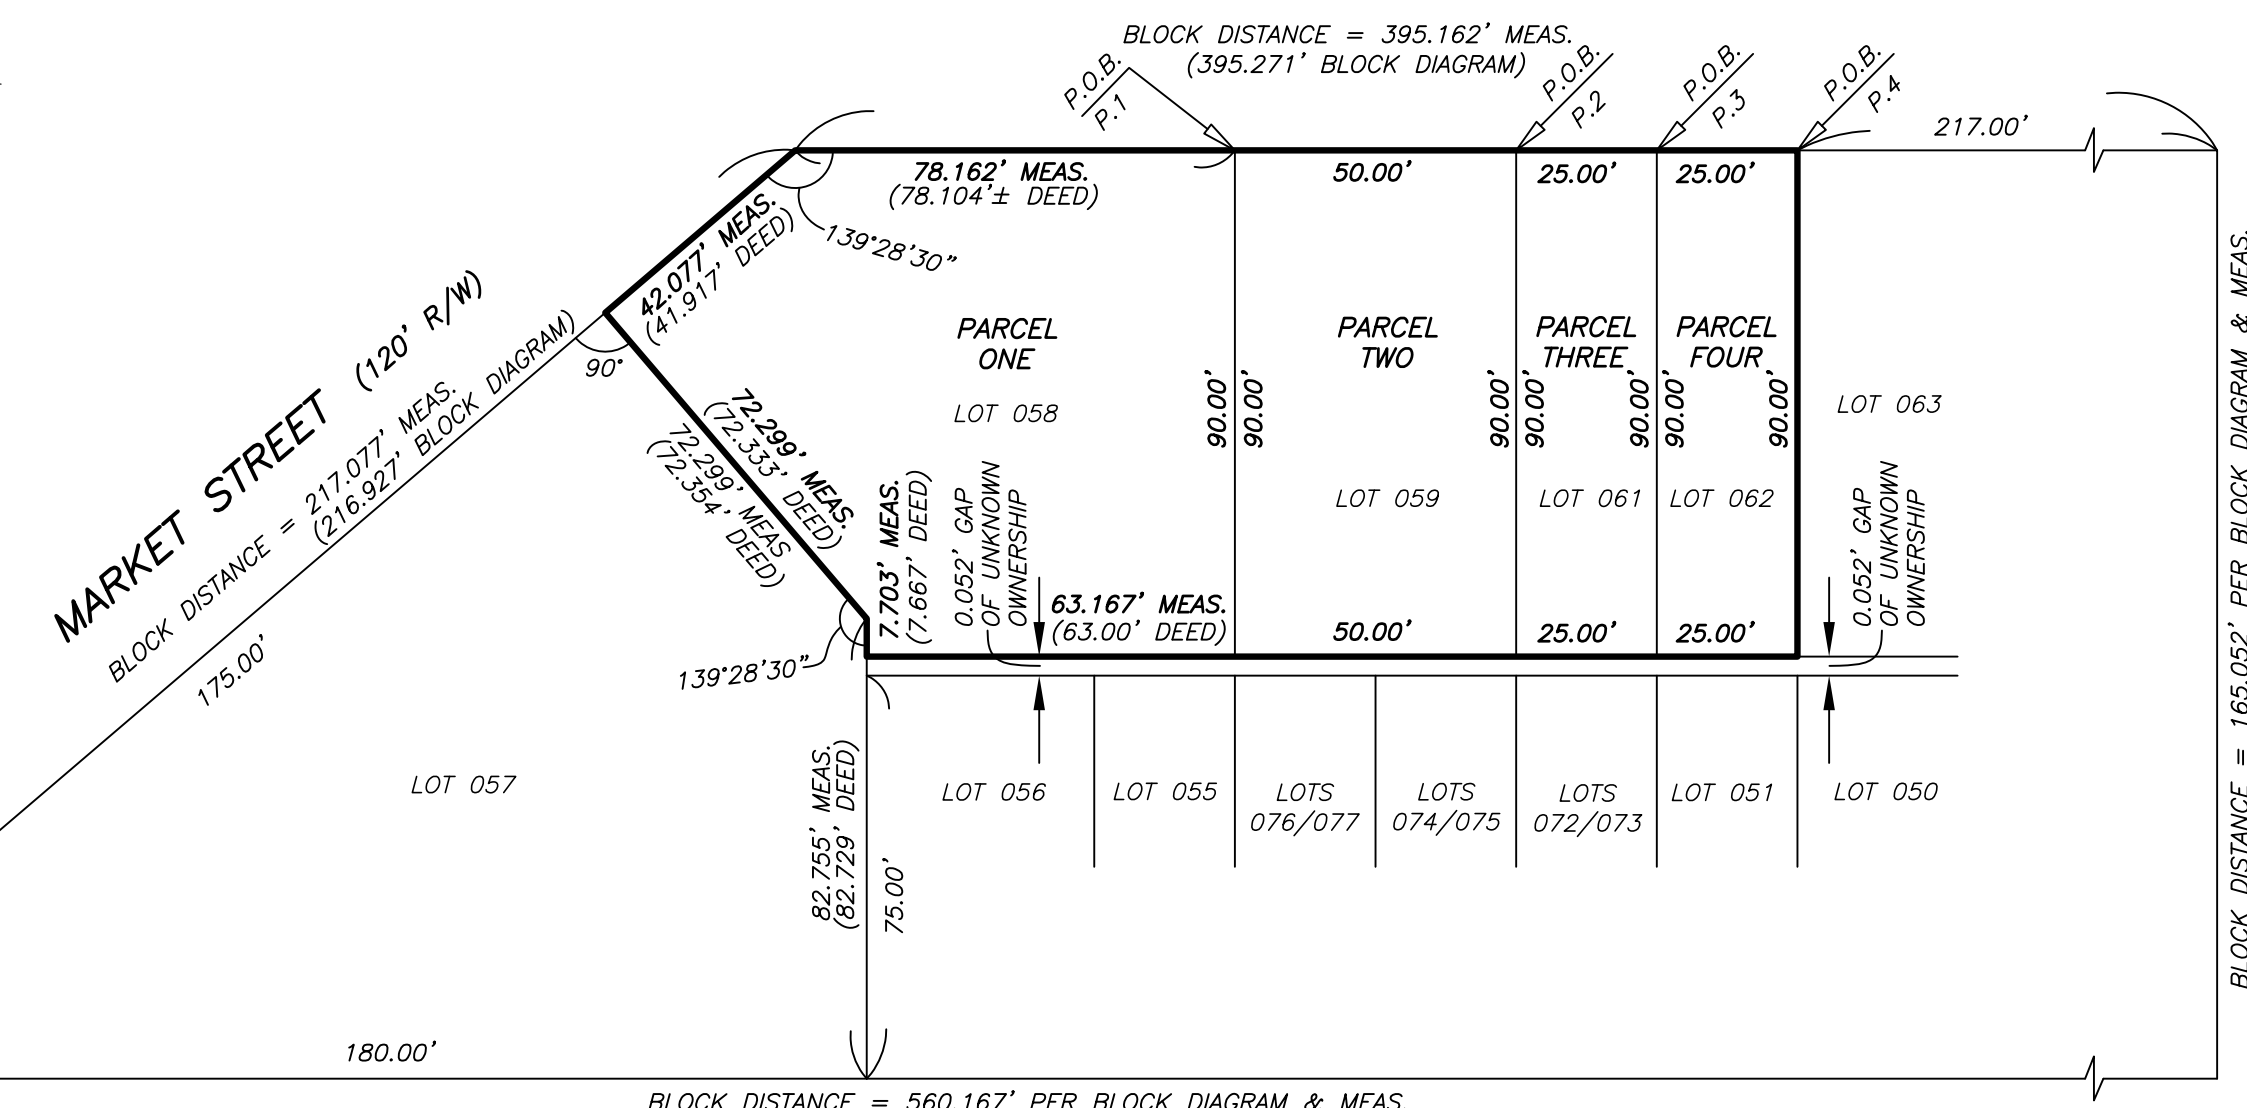 BLOCK DISTANCE = 395.162' MEAS.
(395.271' BLOCK DIAGRAM)
P.O.B.
P.1
P.O.B.
P.2
P.O.B.
P.3
P.O.B.
P.4
217.00'
78.162' MEAS.
(78.104'± DEED)
50.00'
25.00'
25.00'
139°28'30"
42.077' MEAS.
(41.917' DEED)
MARKET STREET (120' R/W)
BLOCK DISTANCE = 217.077' MEAS.
(216.927' BLOCK DIAGRAM)
175.00'
90°
72.299' MEAS.
(72.333' DEED)
72.299' MEAS
(72.354' DEED)
PARCEL
ONE
LOT 058
PARCEL
TWO
LOT 059
PARCEL
THREE
LOT 061
PARCEL
FOUR
LOT 062
90.00'
90.00'
90.00'
90.00'
90.00'
90.00'
90.00'
LOT 063
7.703' MEAS.
(7.667' DEED)
0.052' GAP
OF UNKNOWN
OWNERSHIP
63.167' MEAS.
(63.00' DEED)
50.00'
25.00'
25.00'
0.052' GAP
OF UNKNOWN
OWNERSHIP
139°28'30"
LOT 057
82.755' MEAS.
(82.729' DEED)
75.00'
LOT 056
LOT 055
LOTS
076/077
LOTS
074/075
LOTS
072/073
LOT 051
LOT 050
180.00'
BLOCK DISTANCE = 560.167' PER BLOCK DIAGRAM & MEAS.
BLOCK DISTANCE = 165.052' PER BLOCK DIAGRAM & MEAS.